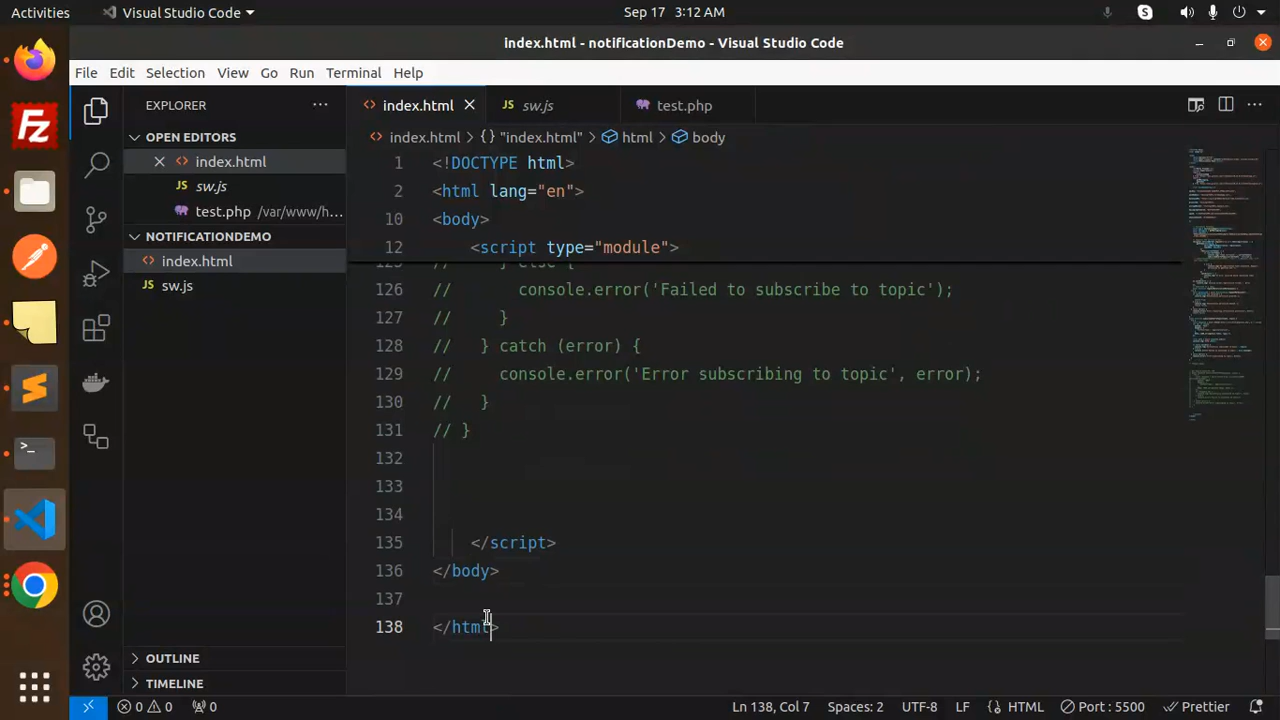 Activities
Visual Studio Code
Sep 17 3:12 AM
index.html - notificationDemo - Visual Studio Code
File Edit Selection View Go Run Terminal Help
EXPLORER
index.html
sw.js
test.php
OPEN EDITORS
index.html
sw.js
test.php /var/www/h...
NOTIFICATIONDEMO
index.html
sw.js
OUTLINE
TIMELINE
index.html > {} "index.html" > html > body
1 <!DOCTYPE html>
2 <html lang="en">
10 <body>
12 <script type="module">
126 // console.error('Failed to subscribe to topic');
127 // }
128 // } catch (error) {
129 // console.error('Error subscribing to topic', error);
130 // }
131 // }
132
133
134
135 </script>
136 </body>
137
138 </html>
0 0 0
Ln 138, Col 7 Spaces: 2 UTF-8 LF {} HTML Port : 5500 Prettier